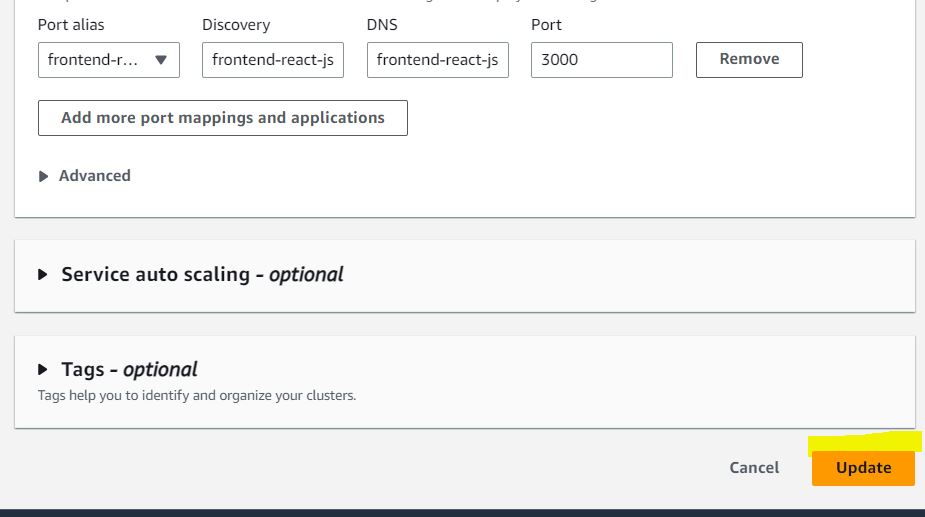 Port alias
Discovery
DNS
Port
frontend-r...
frontend-react-js
frontend-react-js
3000
Remove
Add more port mappings and applications
Advanced
Service auto scaling - optional
Tags - optional
Tags help you to identify and organize your clusters.
Cancel
Update